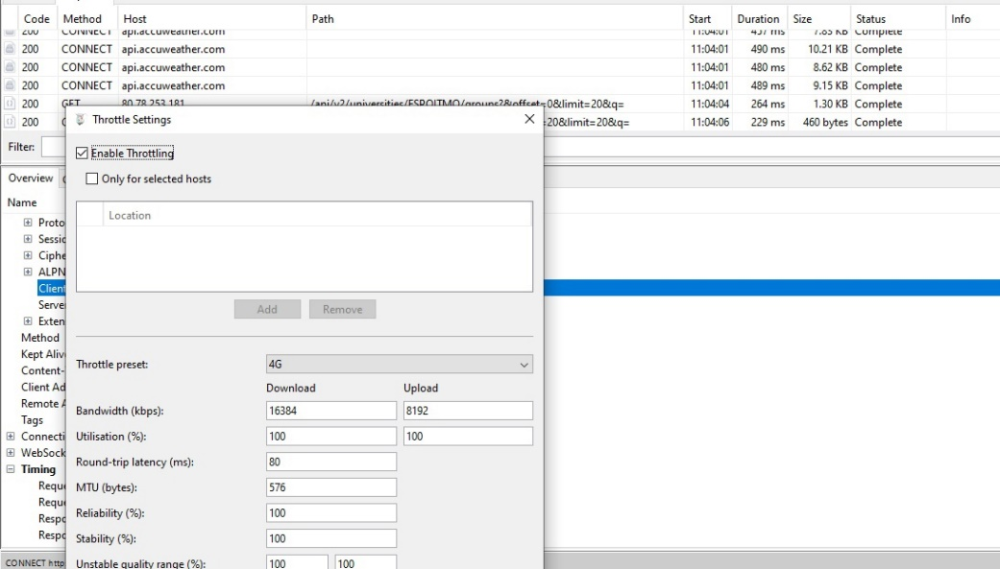 Code Method Host Path Start Duration Size Status Info
200 CONNECT api.accuweather.com 11:04:01 457 ms 7.85 KB Complete
200 CONNECT api.accuweather.com 11:04:01 490 ms 10.21 KB Complete
200 CONNECT api.accuweather.com 11:04:01 480 ms 8.62 KB Complete
200 CONNECT api.accuweather.com 11:04:01 489 ms 9.15 KB Complete
200 GET 80.78.253.181 /api/v2/universities/ESPOITMO/groups?&offset=0&limit=20&q= 11:04:04 264 ms 1.30 KB Complete
200 =20&limit=20&q= 11:04:06 229 ms 460 bytes Complete
Throttle Settings
Filter:
Enable Throttling
Overview
Only for selected hosts
Name
Location
Proto
Sessio
Ciphe
ALPN
Client
Serve
Add Remove
Exten
Method
Kept Aliv
Throttle preset: 4G
Content-
Client Ad
Download Upload
Remote A
Bandwidth (kbps): 16384 8192
Tags
Connecti
Utilisation (%): 100 100
WebSock
Round-trip latency (ms): 80
Timing
Reque
MTU (bytes): 576
Reque
Reliability (%): 100
Respo
Respo
Stability (%): 100
CONNECT http
Unstable quality range (%): 100 100